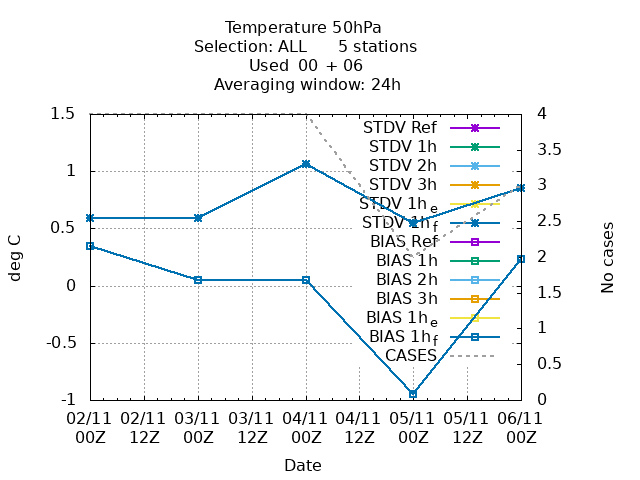 Temperature 50hPa
Selection: ALL 5 stations
Used 00 + 06
Averaging window: 24h
1.5
1
0.5
0
-0.5
-1
deg C
4
3.5
3
2.5
2
1.5
1
0.5
0
No cases
STDV Ref
STDV 1h
STDV 2h
STDV 3h
STDV 1he
STDV 1hf
BIAS Ref
BIAS 1h
BIAS 2h
BIAS 3h
BIAS 1he
BIAS 1hf
CASES
02/11 02/11 03/11 03/11 04/11 04/11 05/11 05/11 06/11
00Z 12Z 00Z 12Z 00Z 12Z 00Z 12Z 00Z
Date